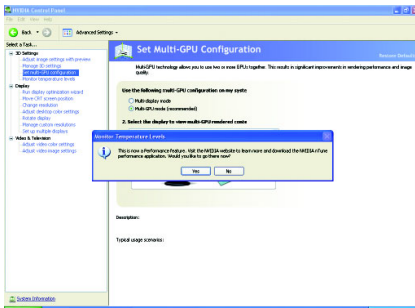 NVIDIA Control Panel
File Edit View Help
Back
Advanced Settings
Select a Task...
3D Settings
Adjust image settings with preview
Manage 3D settings
Set multi-GPU configuration
Monitor temperature levels
Display
Run display optimization wizard
Move CRT screen position
Change resolution
Adjust desktop color settings
Rotate display
Manage custom resolutions
Set up multiple displays
Video & Television
Adjust video color settings
Adjust video image settings
System Information
Set Multi-GPU Configuration
Restore Defaults
Multi-GPU technology allows you to use two or more GPUs together. This results in significant improvements in rendering performance and image
quality.
Use the following multi-GPU configuration on my syste
Multi-display mode
Multi-GPU mode (recommended)
2. Select the display to view multi-GPU rendered conte
Monitor Temperature Levels
This is now a Performance feature. Visit the NVIDIA website to learn more and download the NVIDIA nTune
performance application. Would you like to go there now?
Yes No
Description:
Typical usage scenarios: